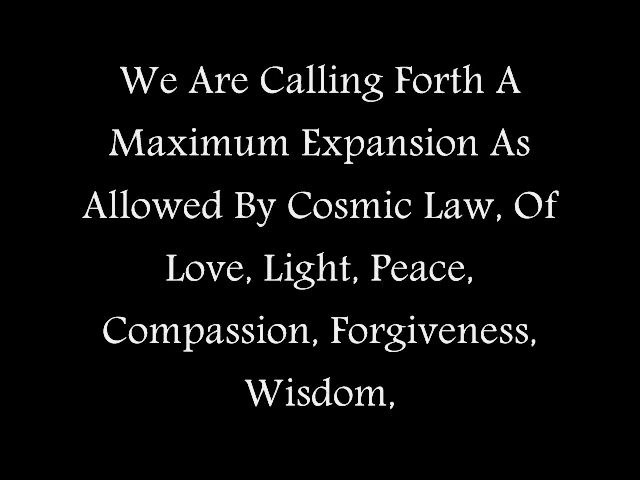 We Are Calling Forth A
Maximum Expansion As
Allowed By Cosmic Law, Of
Love, Light, Peace,
Compassion, Forgiveness,
Wisdom,